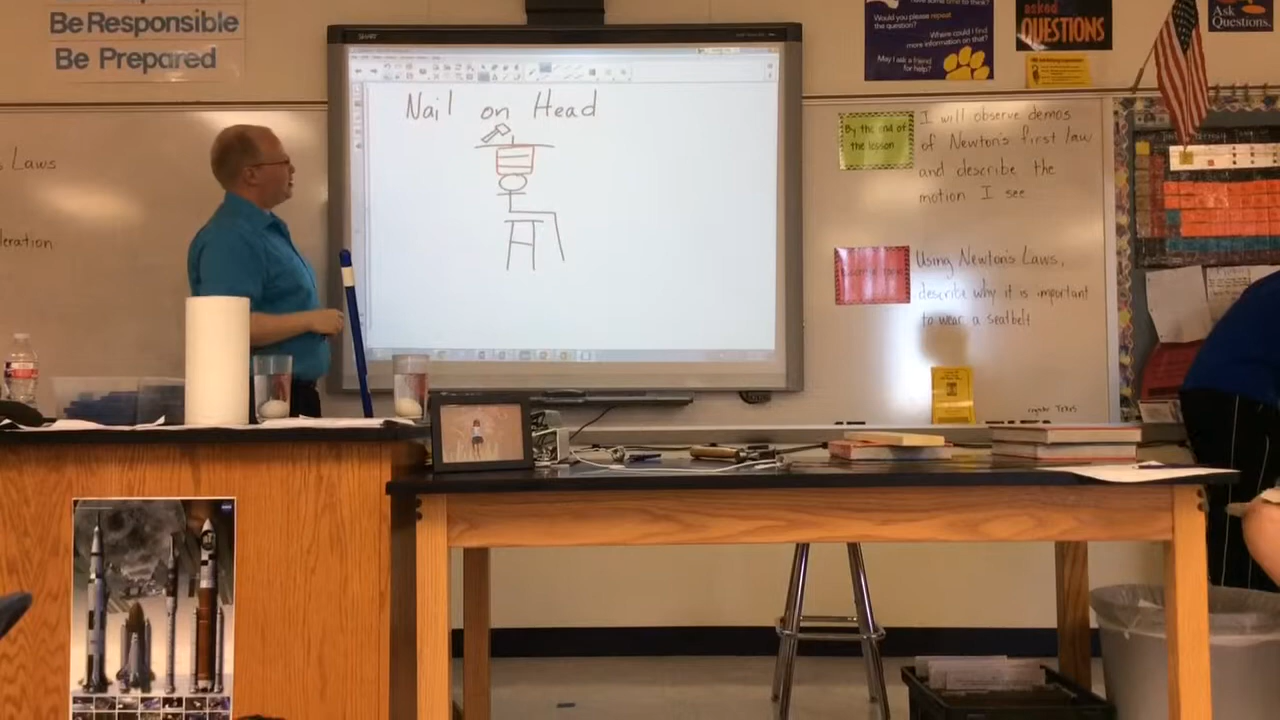 Be Responsible
Be Prepared
SMART
Nail on Head
Would you please repeat
the question?
Where could I find
more information on that?
May I ask a friend
for help?
asked
QUESTIONS
Ask
Questions.
By the end of
the lesson
I will observe demos
of Newton's first law
and describe the
motion I see
Using Newton's Laws,
describe why it is important
to wear a seatbelt
s Laws
leration